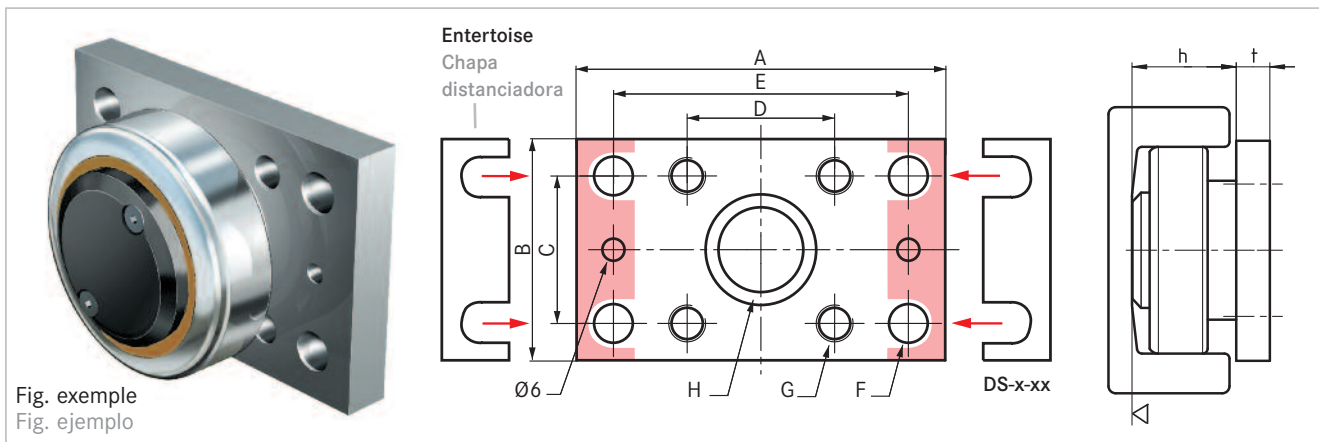 Entertoise
Chapa
distanciadora
A
E
D
B
C
Ø6
H
G
F
DS-x-xx
h
t
Fig. exemple
Fig. ejemplo